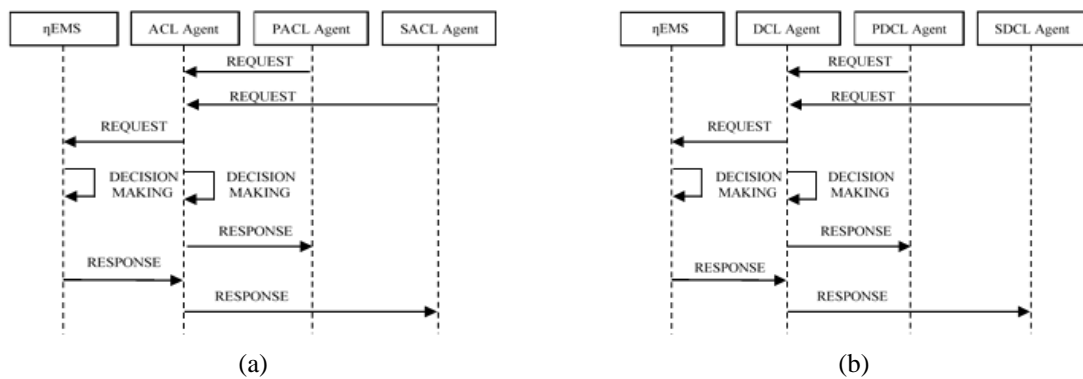 ηEMS ACL Agent PACL Agent SACL Agent
REQUEST
REQUEST
REQUEST
DECISION MAKING
DECISION MAKING
RESPONSE
RESPONSE
RESPONSE
(a)
ηEMS DCL Agent PDCL Agent SDCL Agent
REQUEST
REQUEST
REQUEST
DECISION MAKING
DECISION MAKING
RESPONSE
RESPONSE
RESPONSE
(b)